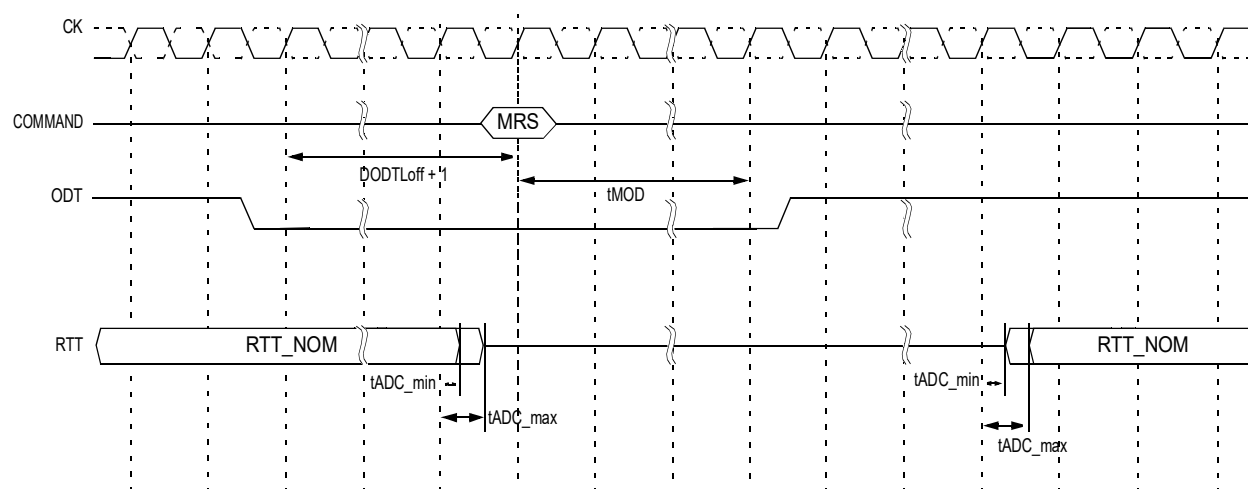 CK
COMMAND
MRS
DODTLoff + 1
ODT
tMOD
RTT
RTT_NOM
RTT_NOM
tADC_min
tADC_min
tADC_max
tADC_max